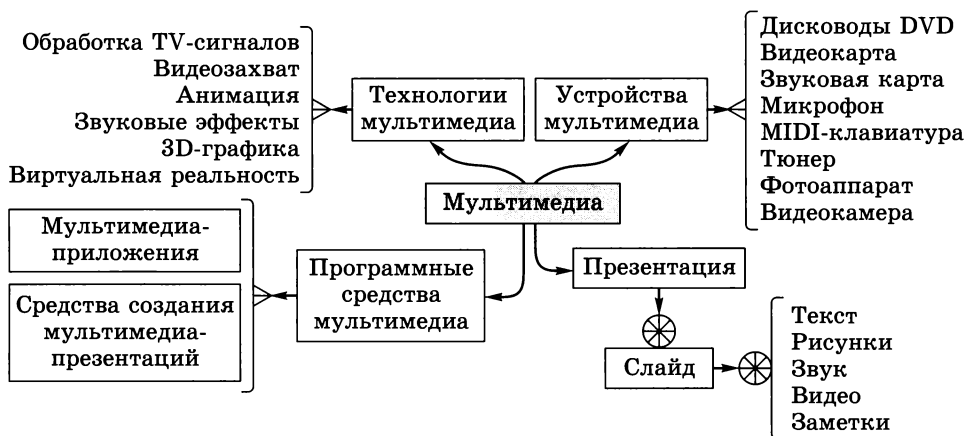 Обработка TV-сигналов
Видеозахват
Анимация
Звуковые эффекты
3D-графика
Виртуальная реальность
Технологии
мультимедиа
Устройства
мультимедиа
Дисководы DVD
Видеокарта
Звуковая карта
Микрофон
MIDI-клавиатура
Тюнер
Фотоаппарат
Видеокамера
Мультимедиа
Мультимедиа-
приложения
Средства создания
мультимедиа-
презентаций
Программные
средства
мультимедиа
Презентация
Слайд
Текст
Рисунки
Звук
Видео
Заметки